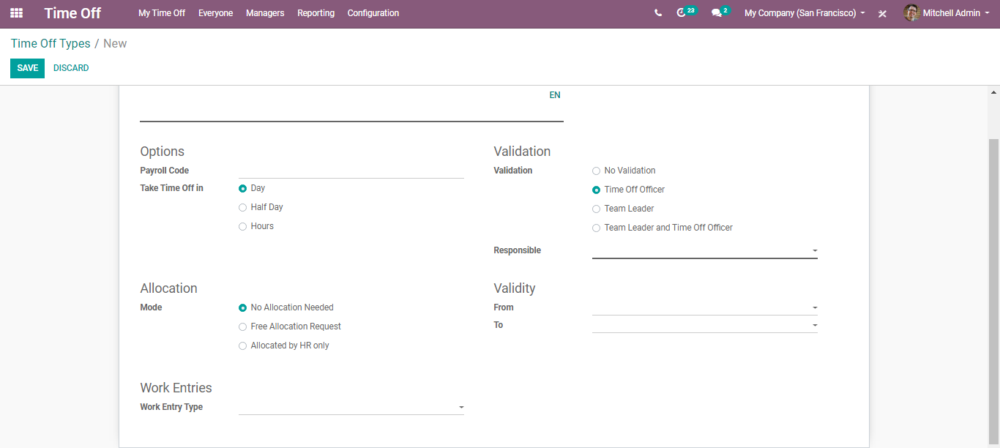 Time Off My Time Off Everyone Managers Reporting Configuration 23 2 My Company (San Francisco) Mitchell Admin
Time Off Types / New
SAVE DISCARD
EN
Options
Payroll Code
Take Time Off in Day
Half Day
Hours
Validation
Validation No Validation
Time Off Officer
Team Leader
Team Leader and Time Off Officer
Responsible
Allocation
Mode No Allocation Needed
Free Allocation Request
Allocated by HR only
Validity
From
To
Work Entries
Work Entry Type